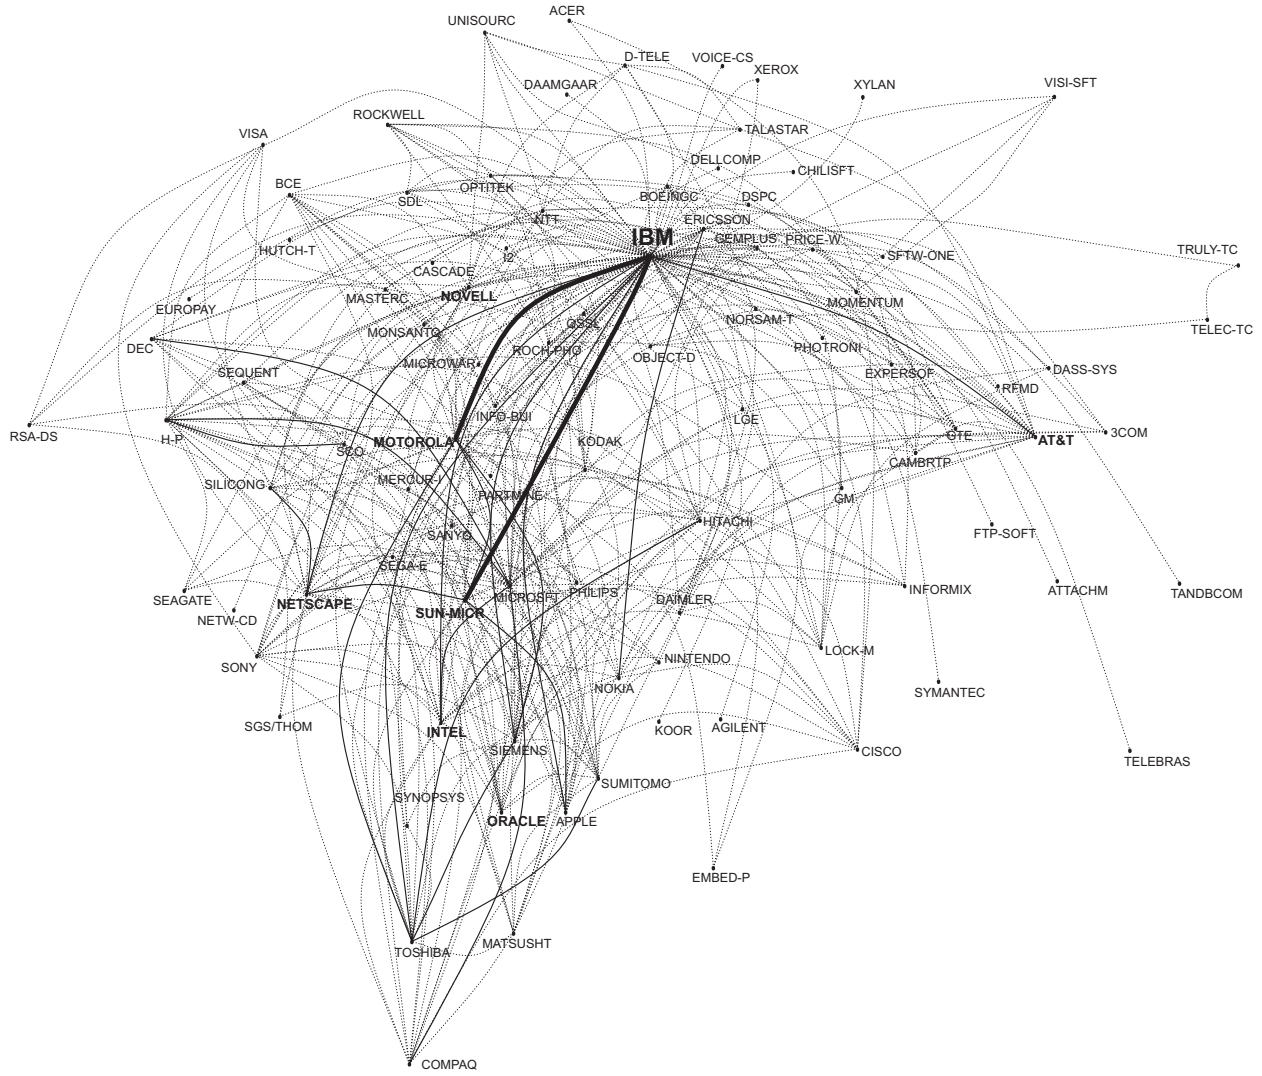 ACER
UNISOURC
D-TELE
VOICE-CS
XEROX
DAAMGAAR
XYLAN
VISI-SFT
ROCKWELL
VISA
TALASTAR
DELLCOMP
CHILISFT
BCE
OPTITEK
SDL
BOEINGC
DSPC
NTT
ERICSSON
IBM
GEMPLUS
PRICE-W
HUTCH-T
I2
SFTW-ONE
TRULY-TC
CASCADE
MASTERC
NOVELL
EUROPAY
MOMENTUM
QSSL
NORSAM-T
TELEC-TC
MONSANTO
DEC
ROCH-PHO
OBJECT-D
PHOTRONI
MICROWAR
SEQUENT
EXPERSOF
DASS-SYS
RFMD
INFO-BUI
LGE
RSA-DS
H-P
MOTOROLA
KODAK
GTE
AT&T
3COM
SCO
CAMBRTP
SILICONG
MERCUR-I
PARTMINE
GM
HITACHI
SANYO
FTP-SOFT
SEGA-E
SEAGATE
NETSCAPE
SUN-MICR
MICROSFT
PHILIPS
DAIMLER
INFORMIX
ATTACHM
TANDBCOM
NETW-CD
SONY
NINTENDO
LOCK-M
NOKIA
SYMANTEC
SGS/THOM
INTEL
KOOR
AGILENT
SIEMENS
CISCO
TELEBRAS
SUMITOMO
SYNOPSYS
ORACLE
APPLE
EMBED-P
TOSHIBA
MATSUSHT
COMPAQ